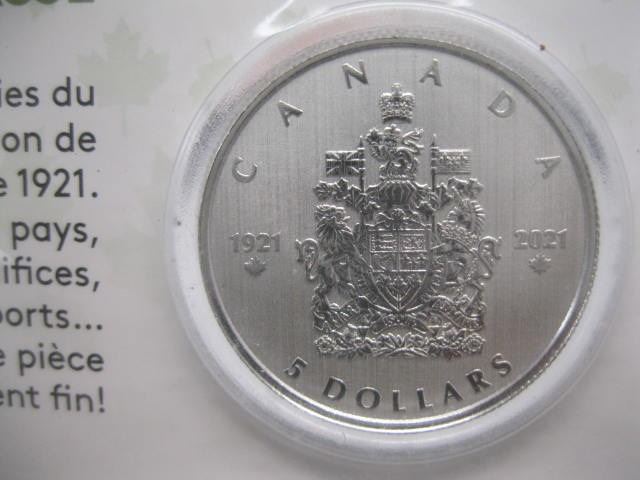 ies du
on de
e 1921.
pays,
ifices,
ports...
e pièce
ent fin!
CANADA
1921
2021
5 DOLLARS